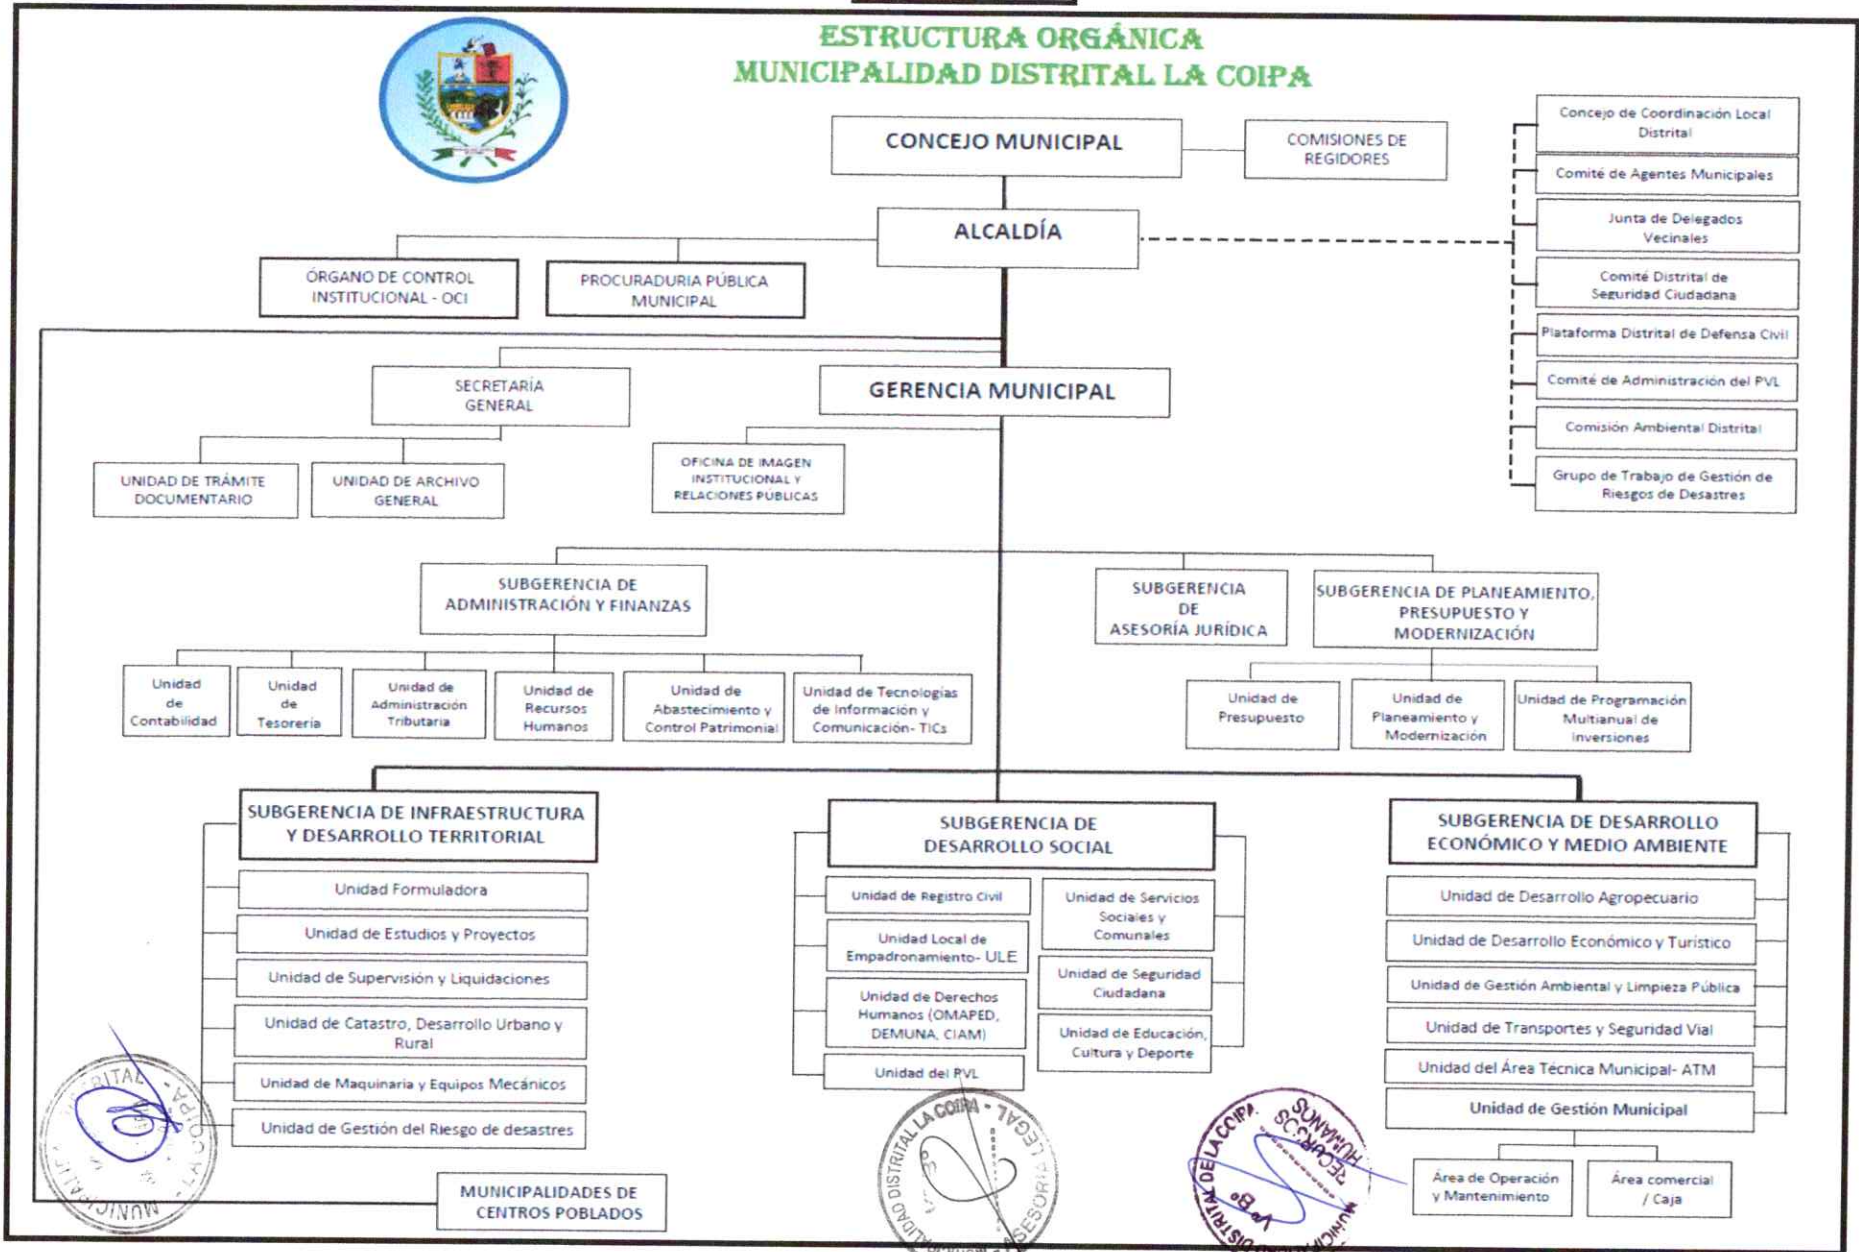 ESTRUCTURA ORGÁNICA
MUNICIPALIDAD DISTRITAL LA COIPA
CONCEJO MUNICIPAL
COMISIONES DE
REGIDORES
Concejo de Coordinación Local
Distrital
Comité de Agentes Municipales
Junta de Delegados
Vecinales
Comité Distrital de
Seguridad Ciudadana
Plataforma Distrital de Defensa Civil
Comité de Administración del PVL
Comisión Ambiental Distrital
Grupo de Trabajo de Gestión de
Riesgos de Desastres
ALCALDÍA
ÓRGANO DE CONTROL
INSTITUCIONAL - OCI
PROCURADURIA PÚBLICA
MUNICIPAL
SECRETARÍA
GENERAL
GERENCIA MUNICIPAL
UNIDAD DE TRÁMITE
DOCUMENTARIO
UNIDAD DE ARCHIVO
GENERAL
OFICINA DE IMAGEN
INSTITUCIONAL Y
RELACIONES PUBLICAS
SUBGERENCIA DE
ADMINISTRACIÓN Y FINANZAS
SUBGERENCIA
DE
ASESORÍA JURÍDICA
SUBGERENCIA DE PLANEAMIENTO,
PRESUPUESTO Y
MODERNIZACIÓN
Unidad
de
Contabilidad
Unidad
de
Tesorería
Unidad de
Administración
Tributaria
Unidad de
Recursos
Humanos
Unidad de
Abastecimiento y
Control Patrimonial
Unidad de Tecnologías
de Información y
Comunicación- TICs
Unidad de
Presupuesto
Unidad de
Planeamiento y
Modernización
Unidad de Programación
Multianual de
Inversiones
SUBGERENCIA DE INFRAESTRUCTURA
Y DESARROLLO TERRITORIAL
Unidad Formuladora
Unidad de Estudios y Proyectos
Unidad de Supervisión y Liquidaciones
Unidad de Catastro, Desarrollo Urbano y
Rural
Unidad de Maquinaria y Equipos Mecánicos
Unidad de Gestión del Riesgo de desastres
SUBGERENCIA DE
DESARROLLO SOCIAL
Unidad de Registro Civil
Unidad Local de
Empadronamiento- ULE
Unidad de Derechos
Humanos (OMAPED,
DEMUNA, CIAM)
Unidad del PVL
Unidad de Servicios
Sociales y
Comunales
Unidad de Seguridad
Ciudadana
Unidad de Educación,
Cultura y Deporte
SUBGERENCIA DE DESARROLLO
ECONÓMICO Y MEDIO AMBIENTE
Unidad de Desarrollo Agropecuario
Unidad de Desarrollo Económico y Turístico
Unidad de Gestión Ambiental y Limpieza Pública
Unidad de Transportes y Seguridad Vial
Unidad del Área Técnica Municipal- ATM
Unidad de Gestión Municipal
Área de Operación
y Mantenimiento
Área comercial
/ Caja
MUNICIPALIDADES DE
CENTROS POBLADOS
DISTRITAL LA COIPA - ASESORIA LEGAL
MUNICIPALIDAD DISTRITAL DE LA COIPA
RECURSOS
HUMANOS
VºBº